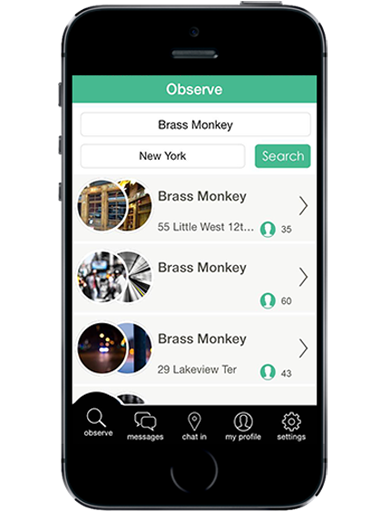 Observe
Brass Monkey
New York
Search
Brass Monkey
55 Little West 12t...
35
Brass Monkey
60
Brass Monkey
29 Lakeview Ter
43
observe
messages
chat in
my profile
settings